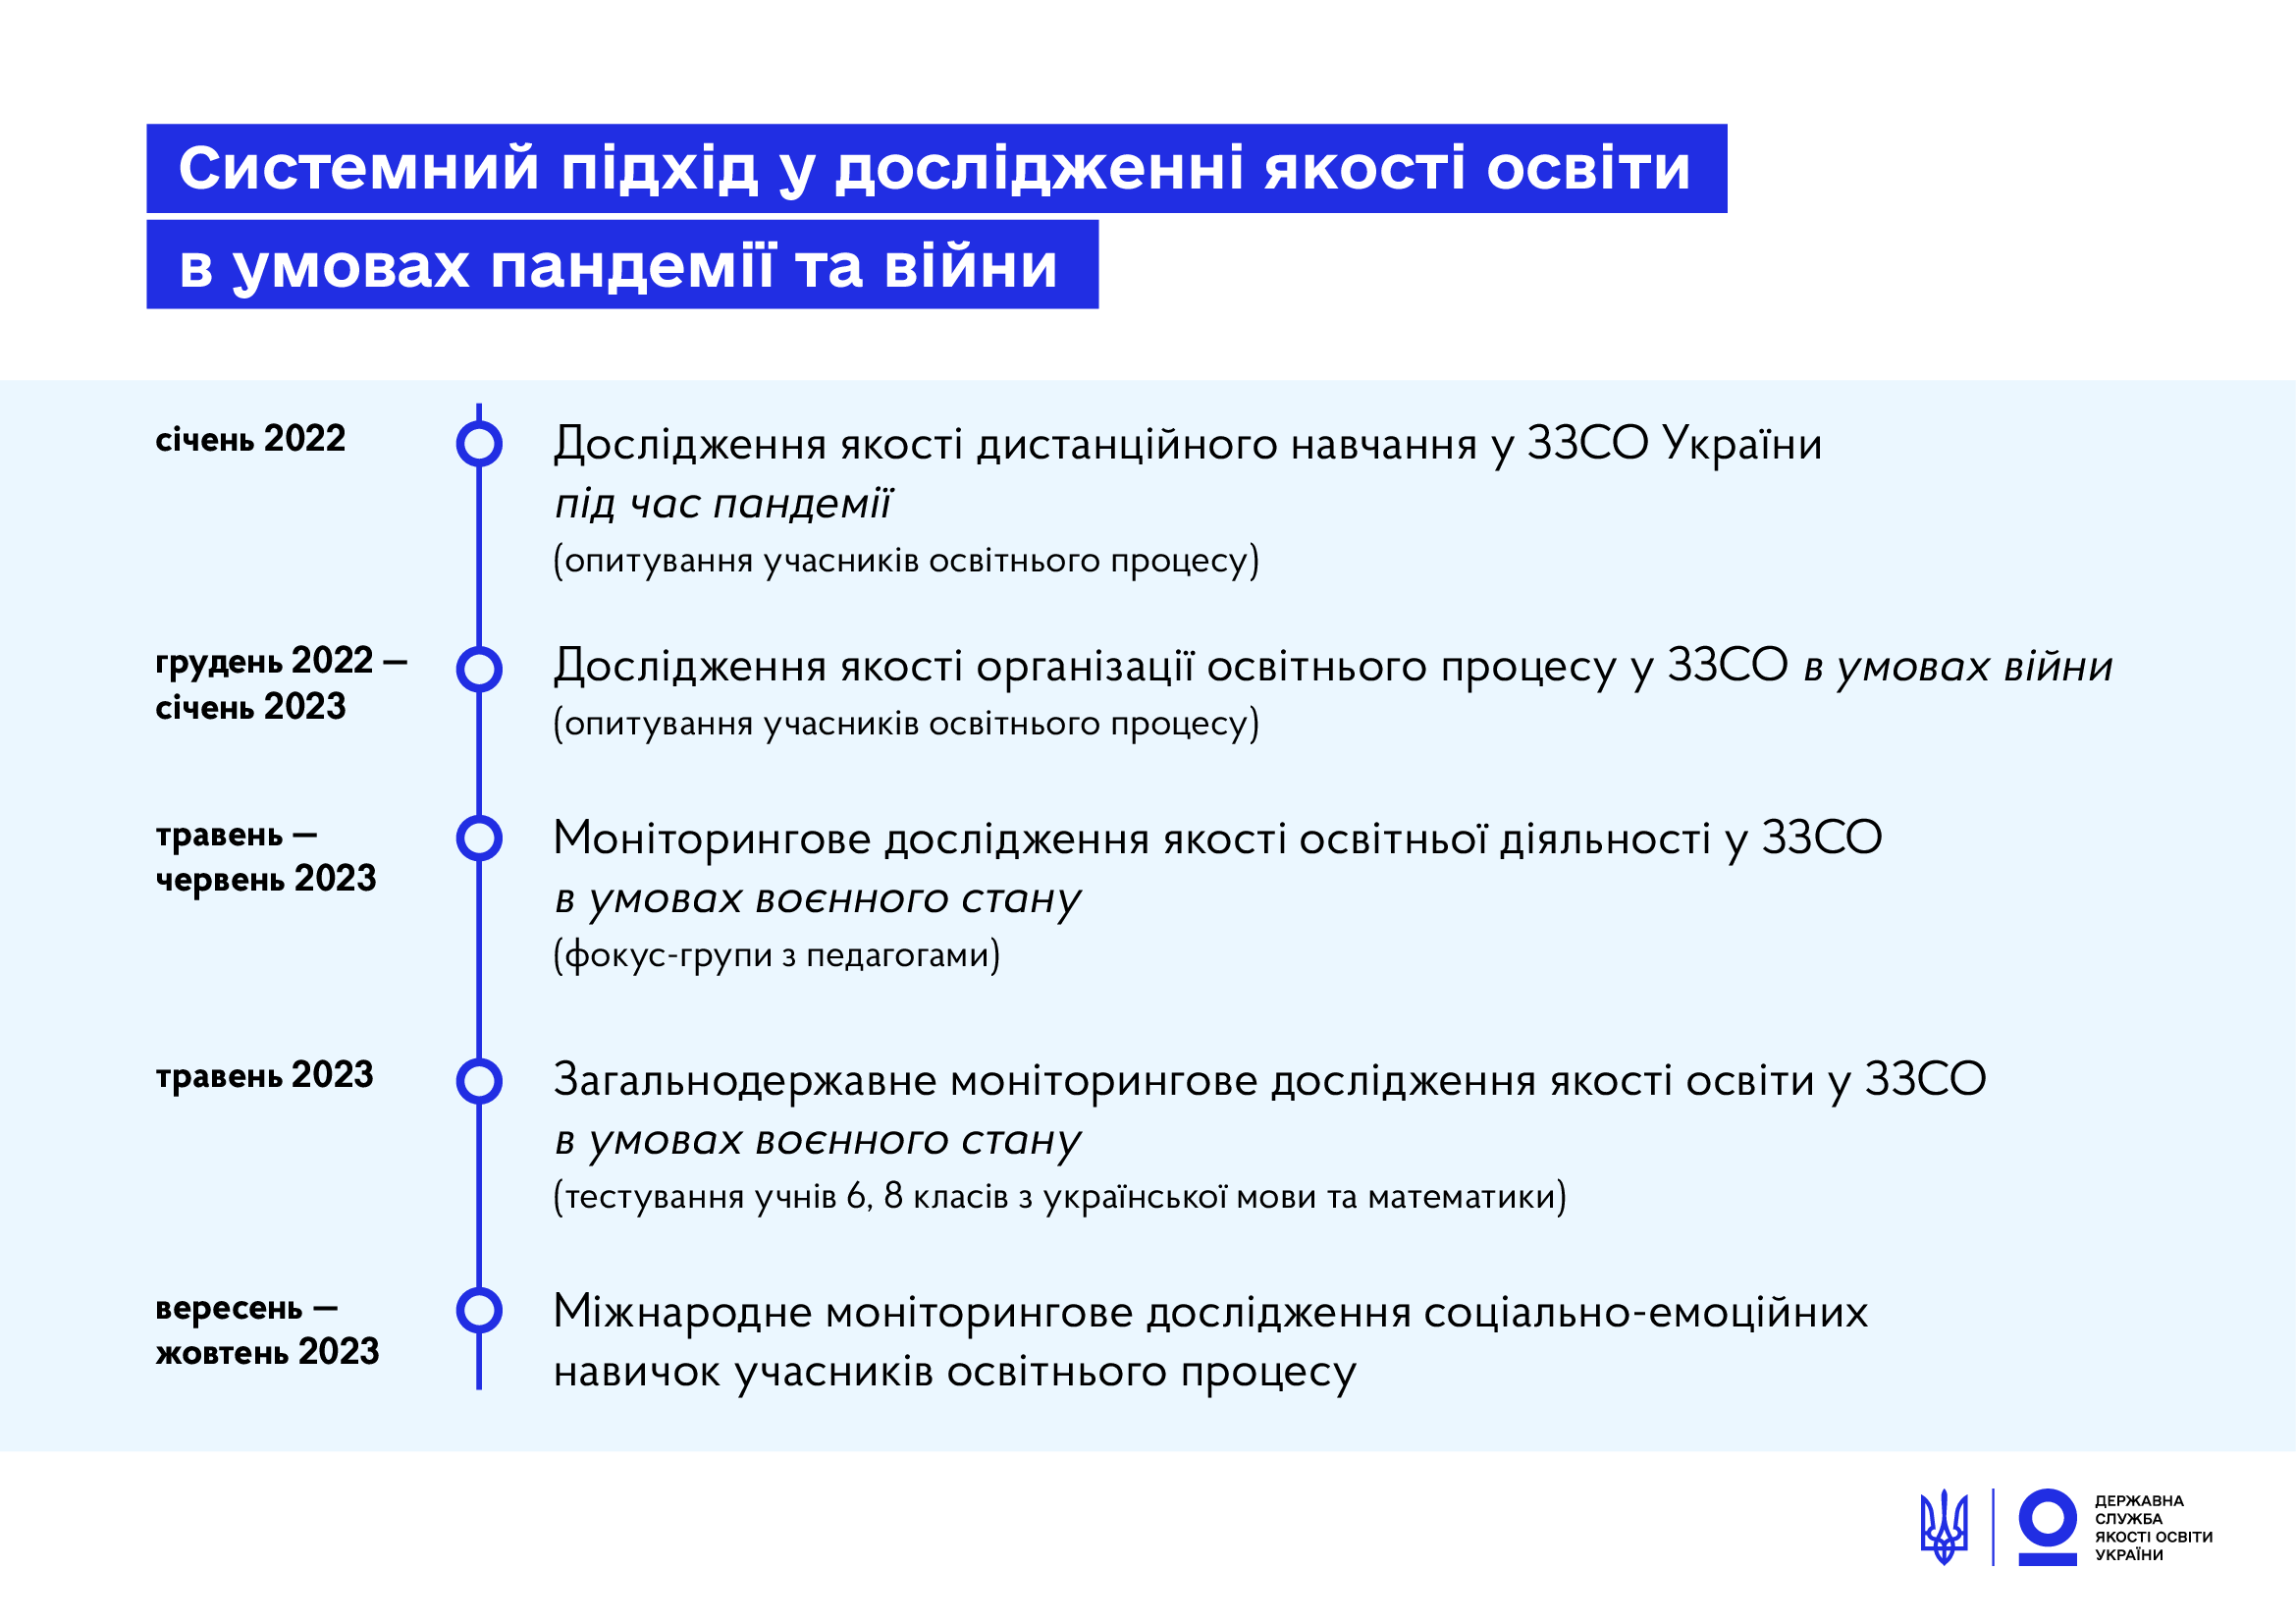 Системний підхід у дослідженні якості освіти
в умовах пандемії та війни
січень 2022
Дослідження якості дистанційного навчання у ЗЗСО України
під час пандемії
(опитування учасників освітнього процесу)
грудень 2022 –
січень 2023
Дослідження якості організації освітнього процесу у ЗЗСО в умовах війни
(опитування учасників освітнього процесу)
травень –
червень 2023
Моніторингове дослідження якості освітньої діяльності у ЗЗСО
в умовах воєнного стану
(фокус-групи з педагогами)
травень 2023
Загальнодержавне моніторингове дослідження якості освіти у ЗЗСО
в умовах воєнного стану
(тестування учнів 6, 8 класів з української мови та математики)
вересень –
жовтень 2023
Міжнародне моніторингове дослідження соціально-емоційних
навичок учасників освітнього процесу
ДЕРЖАВНА
СЛУЖБА
ЯКОСТІ ОСВІТИ
УКРАЇНИ